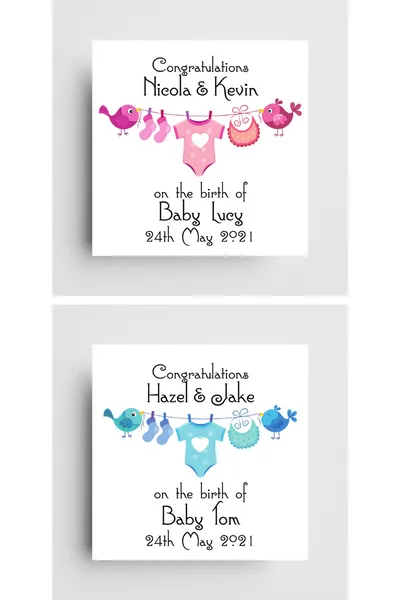 Congratulations
Nicola & Kevin
on the birth of
Baby Lucy
24th May 2021
Congratulations
Hazel & Jake
on the birth of
Baby Tom
24th May 2021